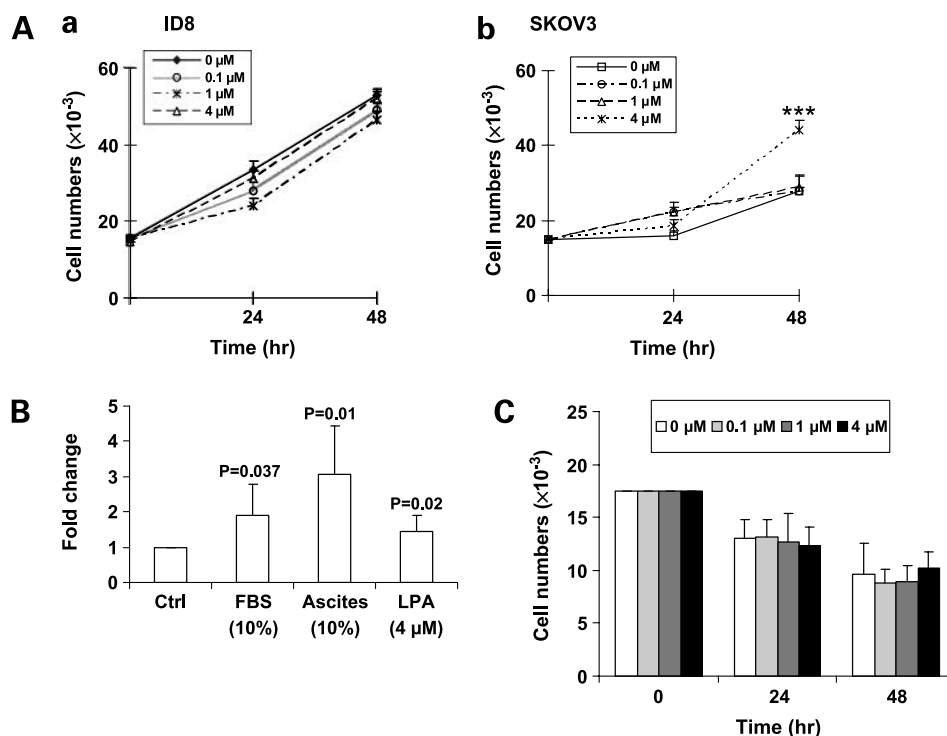 A
a
ID8
0 µM
0.1 µM
1 µM
4 µM
60
40
20
0
Cell numbers (×10⁻³)
24
48
Time (hr)
b
SKOV3
0 µM
0.1 µM
1 µM
4 µM
***
60
40
20
0
Cell numbers (×10⁻³)
24
48
Time (hr)
B
5
4
3
2
1
0
Fold change
P=0.037
P=0.01
P=0.02
Ctrl
FBS
(10%)
Ascites
(10%)
LPA
(4 µM)
C
0 µM 0.1 µM 1 µM 4 µM
25
20
15
10
5
0
Cell numbers (×10⁻³)
0
24
48
Time (hr)